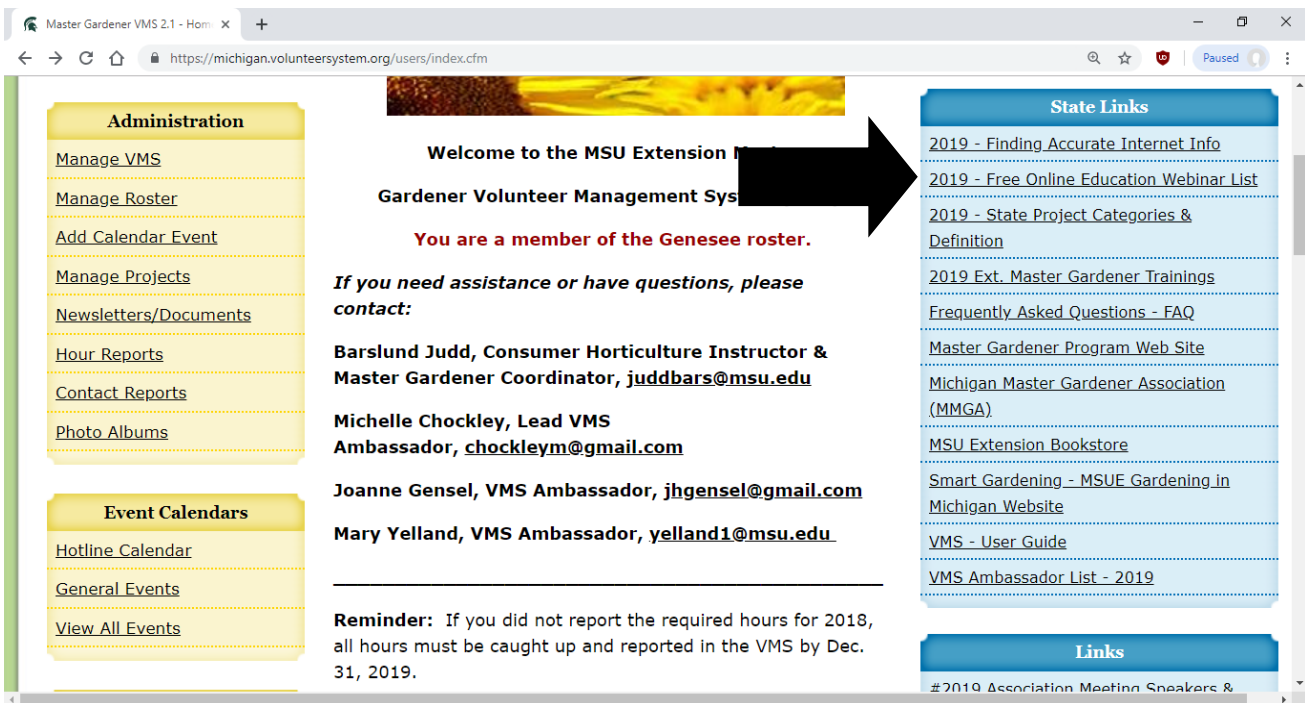 Master Gardener VMS 2.1 - Hom
https://michigan.volunteersystem.org/users/index.cfm
Paused
Administration
Manage VMS
Manage Roster
Add Calendar Event
Manage Projects
Newsletters/Documents
Hour Reports
Contact Reports
Photo Albums
Event Calendars
Hotline Calendar
General Events
View All Events
Welcome to the MSU Extension
Gardener Volunteer Management
You are a member of the Genesee roster.
If you need assistance or have questions, please
contact:
Barslund Judd, Consumer Horticulture Instructor &
Master Gardener Coordinator, juddbars@msu.edu
Michelle Chockley, Lead VMS
Ambassador, chockleym@gmail.com
Joanne Gensel, VMS Ambassador, jhgensel@gmail.com
Mary Yelland, VMS Ambassador, yelland1@msu.edu
Reminder: If you did not report the required hours for 2018,
all hours must be caught up and reported in the VMS by Dec.
31, 2019.
State Links
2019 - Finding Accurate Internet Info
2019 - Free Online Education Webinar List
2019 - State Project Categories &
Definition
2019 Ext. Master Gardener Trainings
Frequently Asked Questions - FAQ
Master Gardener Program Web Site
Michigan Master Gardener Association
(MMGA)
MSU Extension Bookstore
Smart Gardening - MSUE Gardening in
Michigan Website
VMS - User Guide
VMS Ambassador List - 2019
Links
#2019 Association Meeting Speakers &